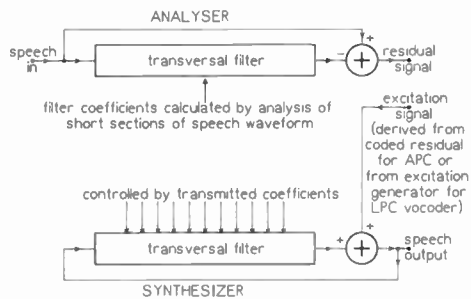 ANALYSER
speech
in
transversal filter
residual
signal
filter coefficients calculated by analysis of
short sections of speech waveform
excitation
signal
(derived from
coded residual
for APC or
from excitation
generator for
LPC vocoder)
controlled by transmitted coefficients
transversal filter
speech
output
SYNTHESIZER